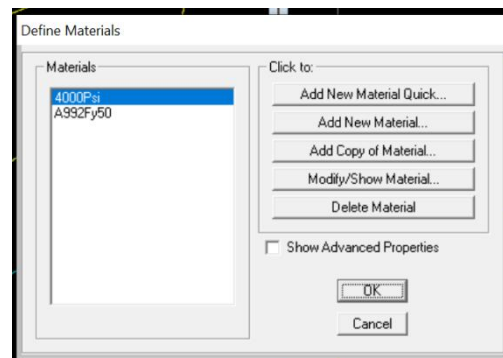 Define Materials
Materials
4000Psi
A992Fy50
Click to:
Add New Material Quick...
Add New Material...
Add Copy of Material...
Modify/Show Material...
Delete Material
Show Advanced Properties
OK
Cancel